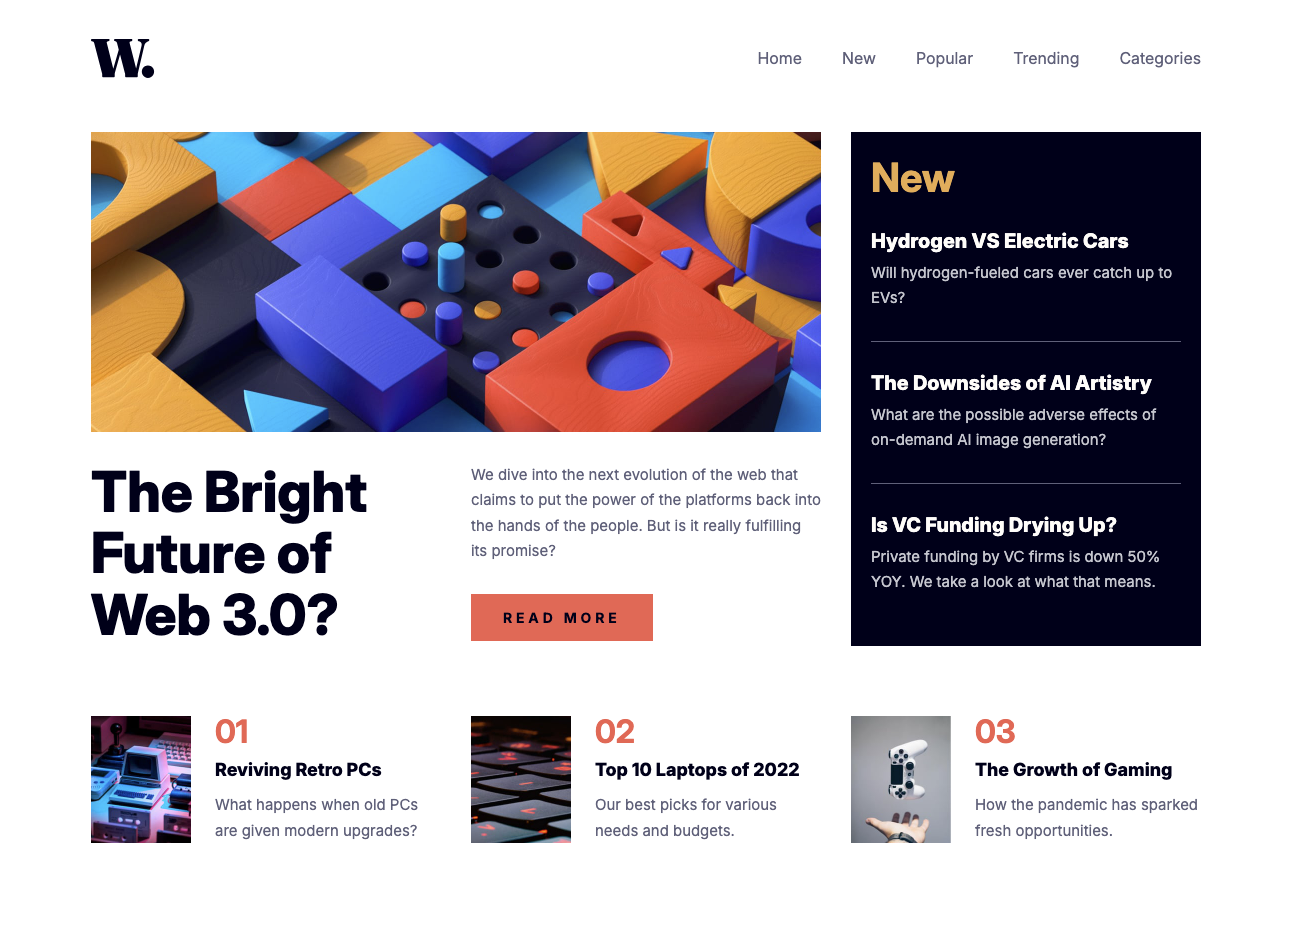 W.
Home
New
Popular
Trending
Categories
The Bright
Future of
Web 3.0?
We dive into the next evolution of the web that
claims to put the power of the platforms back into
the hands of the people. But is it really fulfilling
its promise?
READ MORE
New
Hydrogen VS Electric Cars
Will hydrogen-fueled cars ever catch up to
EVs?
The Downsides of AI Artistry
What are the possible adverse effects of
on-demand AI image generation?
Is VC Funding Drying Up?
Private funding by VC firms is down 50%
YOY. We take a look at what that means.
01
Reviving Retro PCs
What happens when old PCs
are given modern upgrades?
02
Top 10 Laptops of 2022
Our best picks for various
needs and budgets.
03
The Growth of Gaming
How the pandemic has sparked
fresh opportunities.